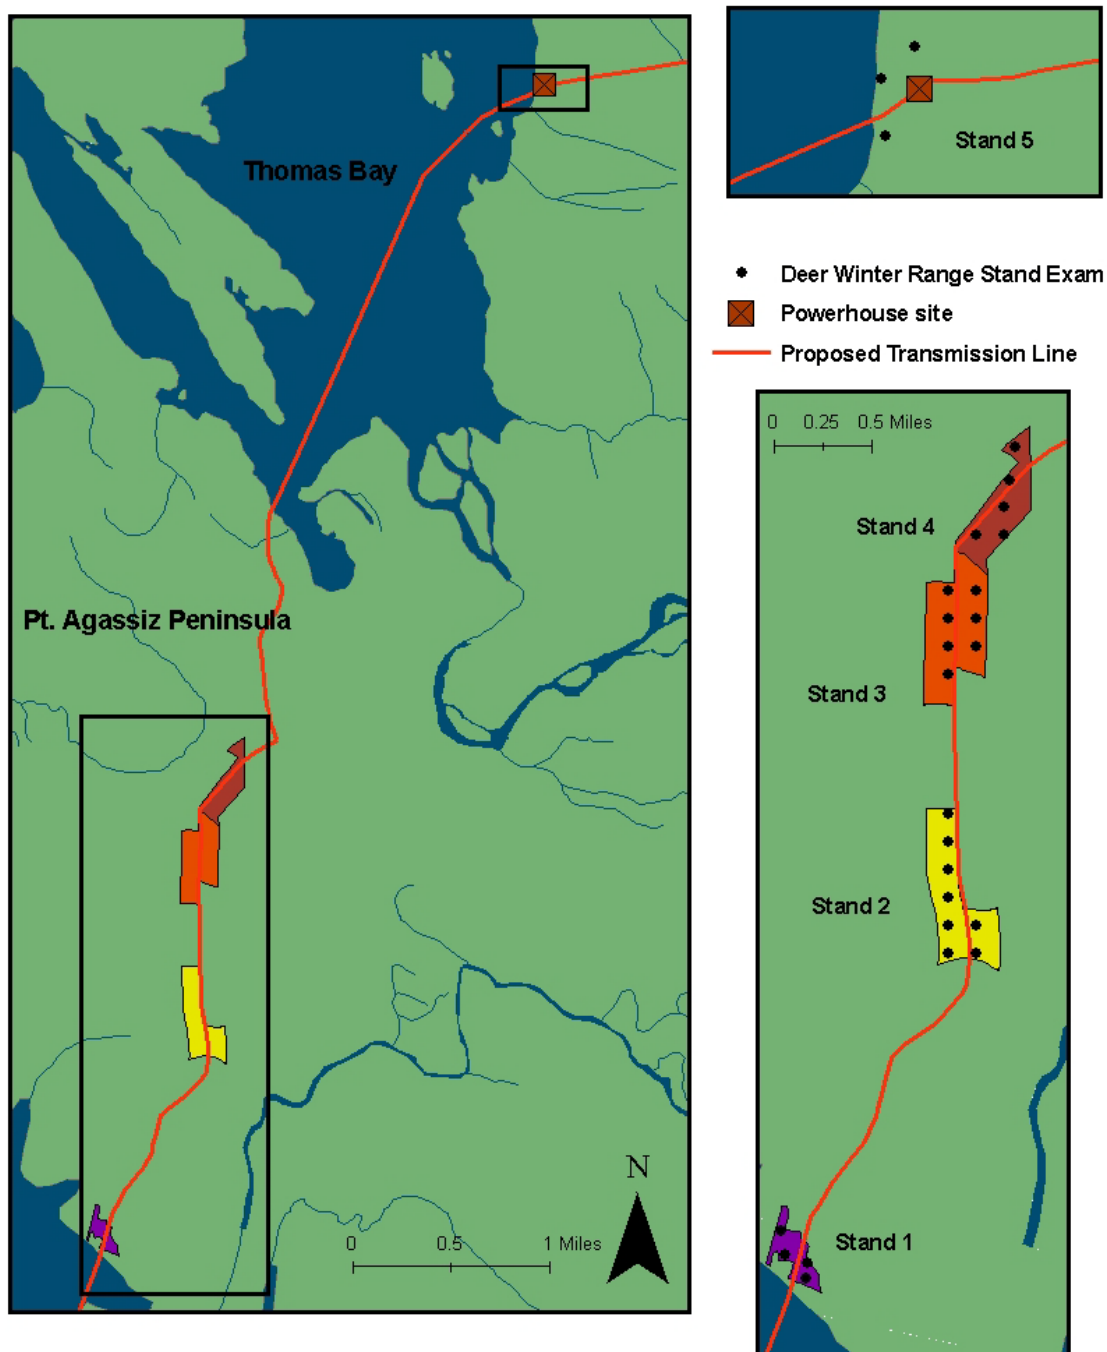 Thomas Bay
Pt. Agassiz Peninsula
N
0 0.5 1 Miles
Stand 5
Deer Winter Range Stand Exam
Powerhouse site
Proposed Transmission Line
0 0.25 0.5 Miles
Stand 4
Stand 3
Stand 2
Stand 1